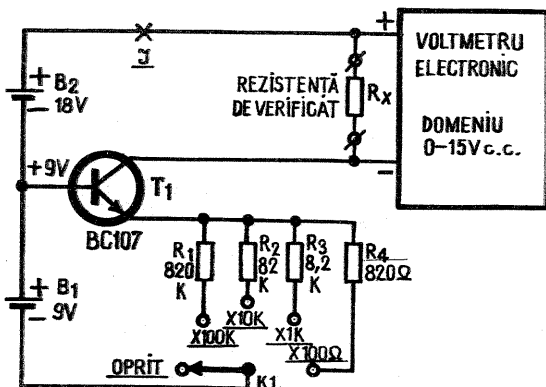 +
VOLTMETRU
ELECTRONIC
DOMENIU
0-15V c.c.
-
J
+ B2
- 18V
REZISTENȚĂ
DE VERIFICAT
RX
+9V
T1
BC107
R1
820
K
R2
82
K
R3
8,2
K
R4
820Ω
+ B1
- 9V
X100K
X10K
X1K
X100Ω
OPRIT
K1